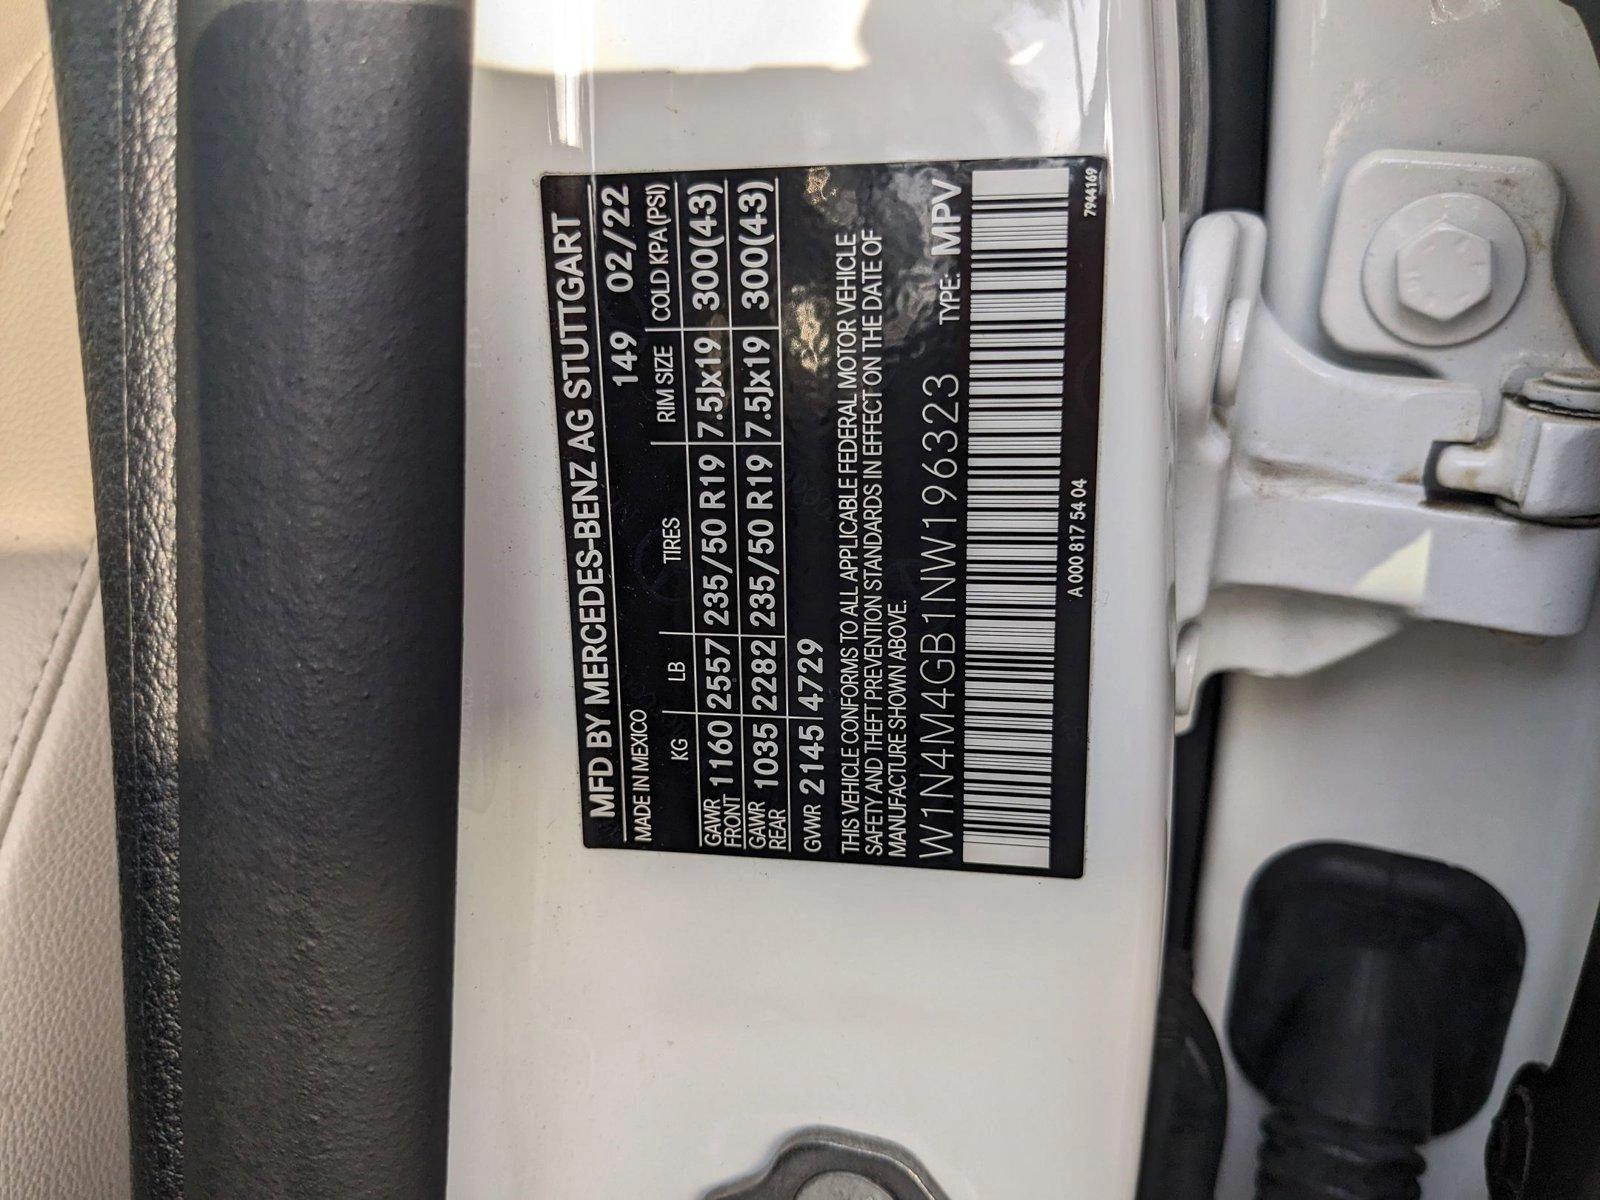 MFD BY MERCEDES-BENZ AG STUTTGART
MADE IN MEXICO 149 02/22
KG LB TIRES RIM SIZE COLD KPA (PSI)
GAWR FRONT 1160 2557 235/50 R19 7.5Jx19 300(43)
GAWR REAR 1035 2282 235/50 R19 7.5Jx19 300(43)
GVWR 2145 4729
THIS VEHICLE CONFORMS TO ALL APPLICABLE FEDERAL MOTOR VEHICLE
SAFETY AND THEFT PREVENTION STANDARDS IN EFFECT ON THE DATE OF
MANUFACTURE SHOWN ABOVE.
W1N4M4GB1NW196323 TYPE: MPV
A 000 817 54 04 7944169